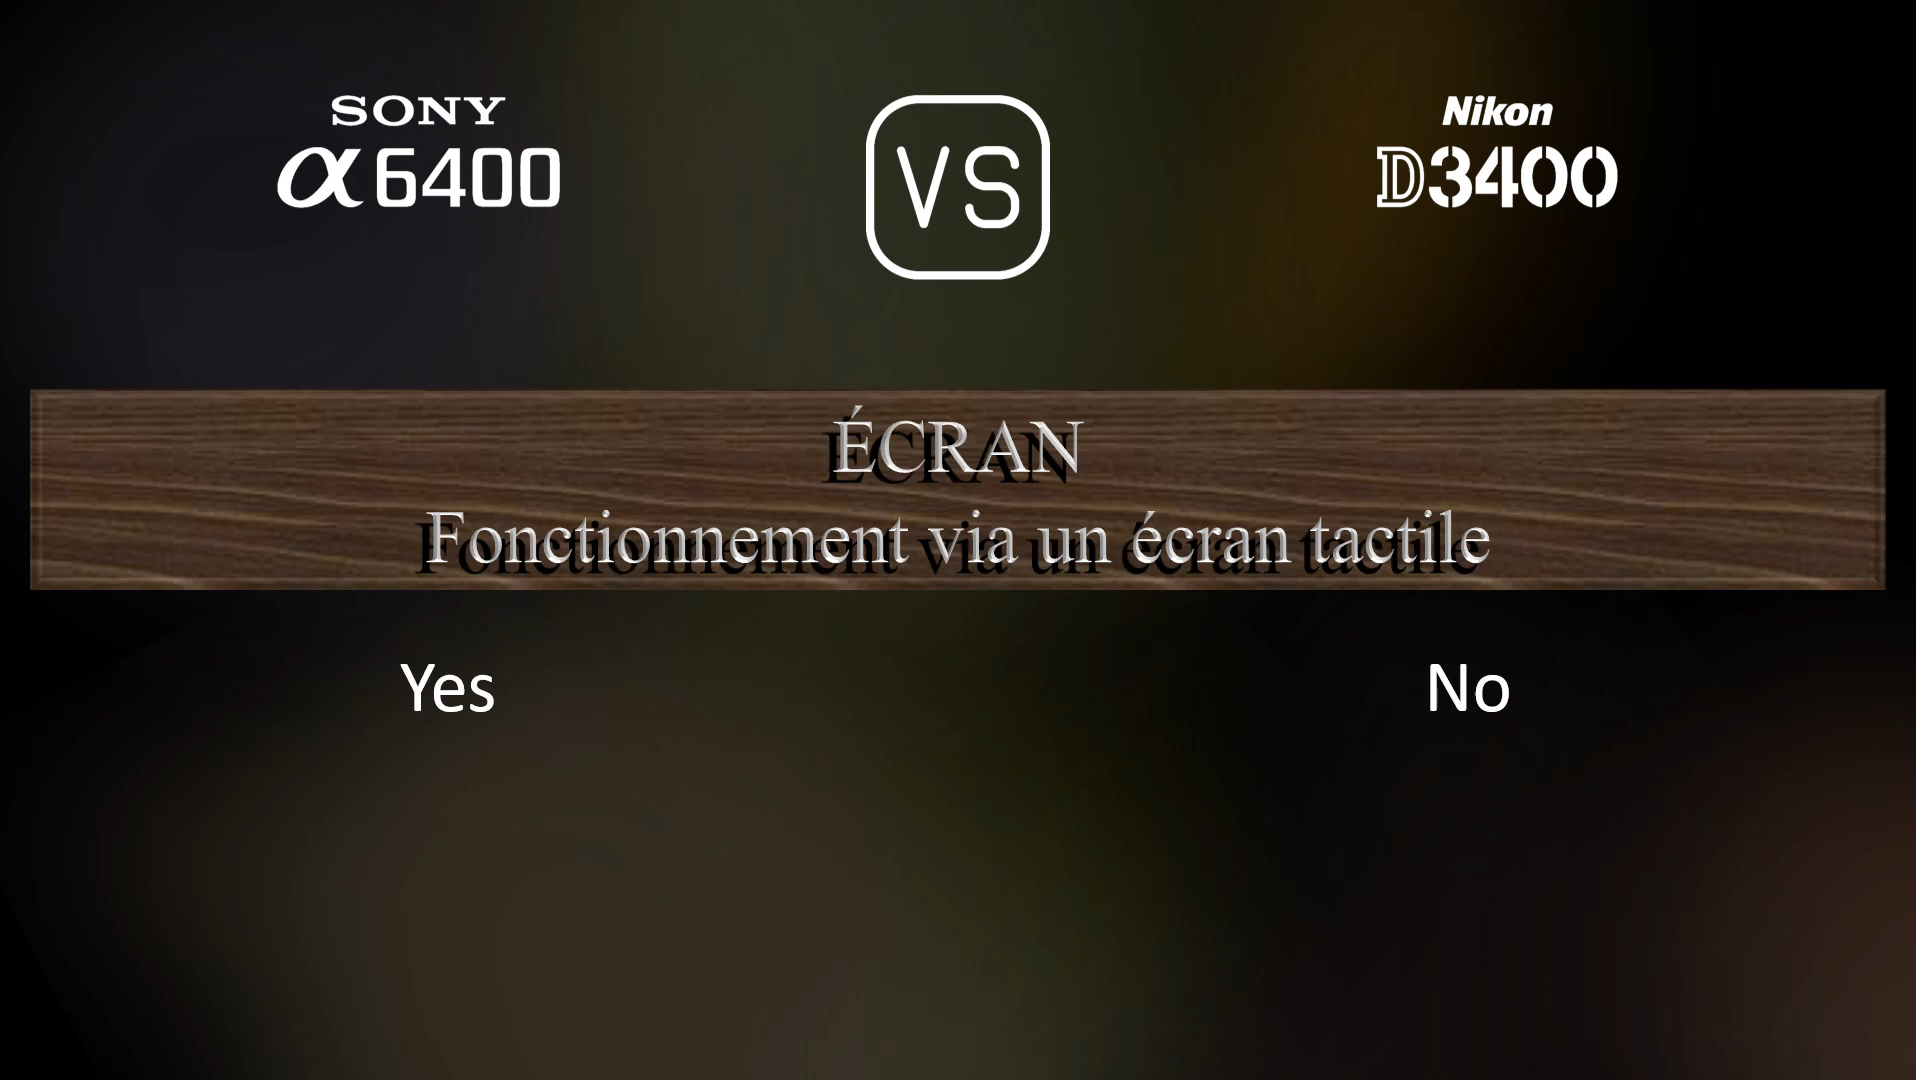 SONY
α6400
VS
Nikon
D3400
ÉCRAN
Fonctionnement via un écran tactile
Yes
No